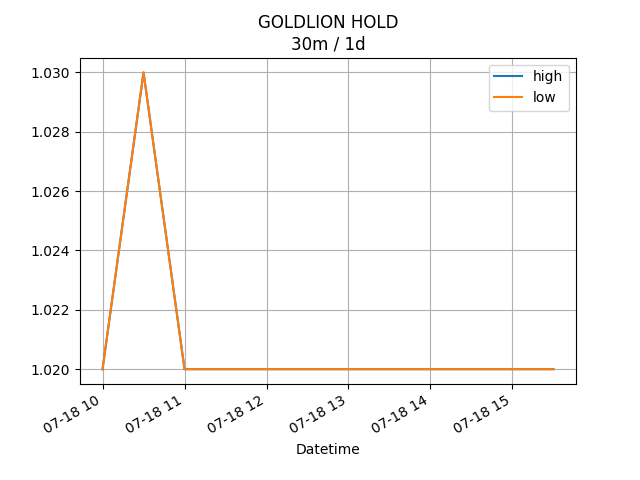 GOLDLION HOLD
30m / 1d
high
low
1.030
1.028
1.026
1.024
1.022
1.020
07-18 10
07-18 11
07-18 12
07-18 13
07-18 14
07-18 15
Datetime